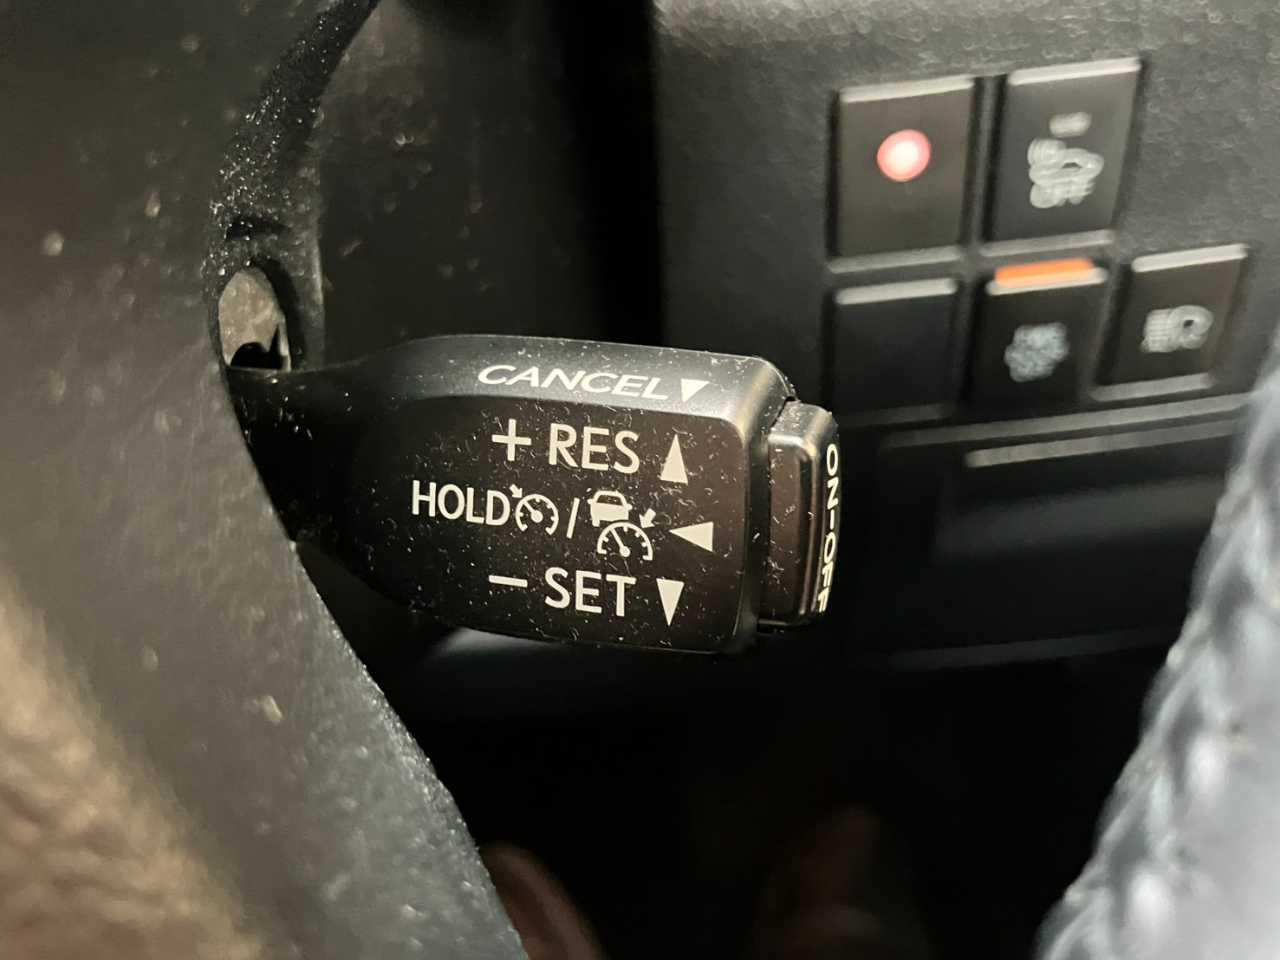 CANCEL▼
+ RES ▲
HOLD / ◀
− SET ▼
ON-OFF